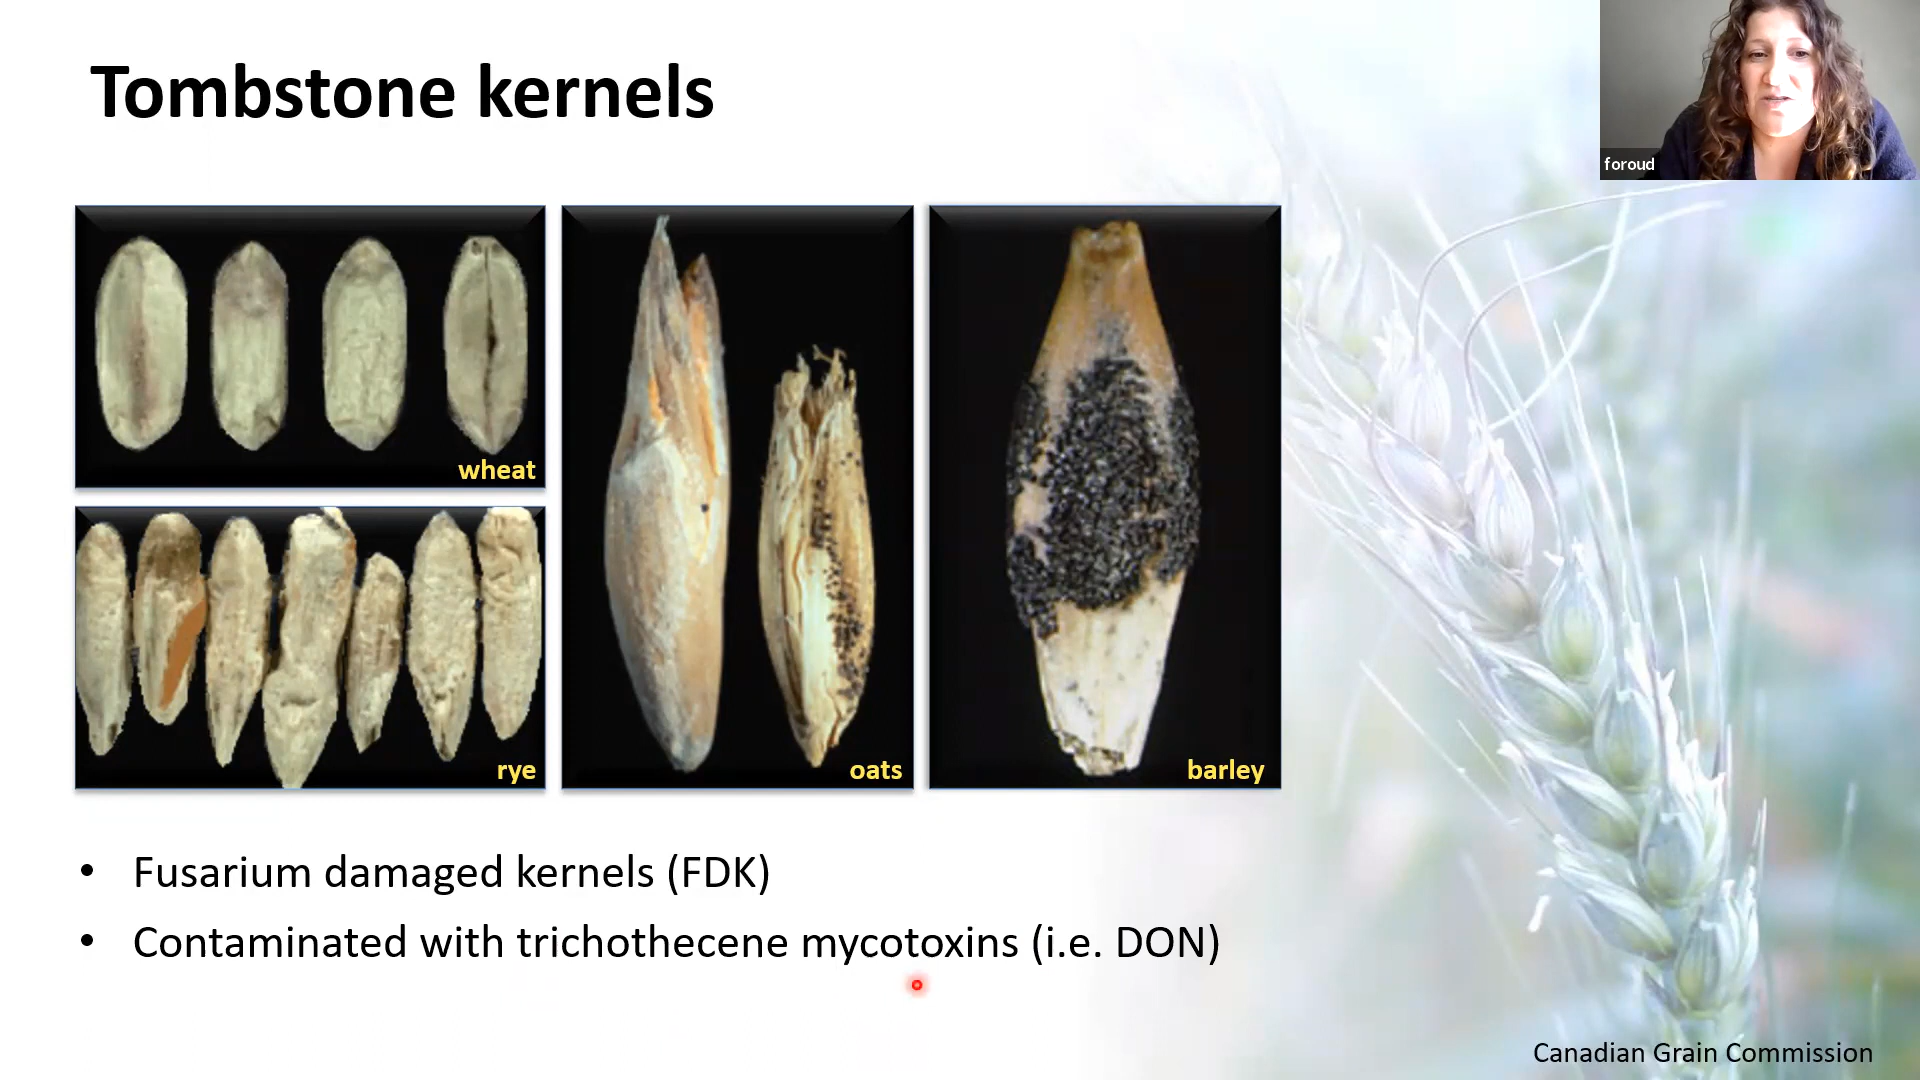 Tombstone kernels
foroud
wheat
rye
oats
barley
• Fusarium damaged kernels (FDK)
• Contaminated with trichothecene mycotoxins (i.e. DON)
Canadian Grain Commission